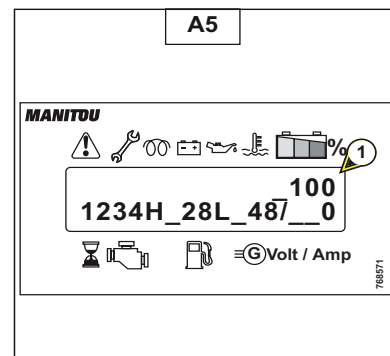 A5
MANITOU
%
1
_100
1234H_28L_48/__0
G Volt / Amp
768571